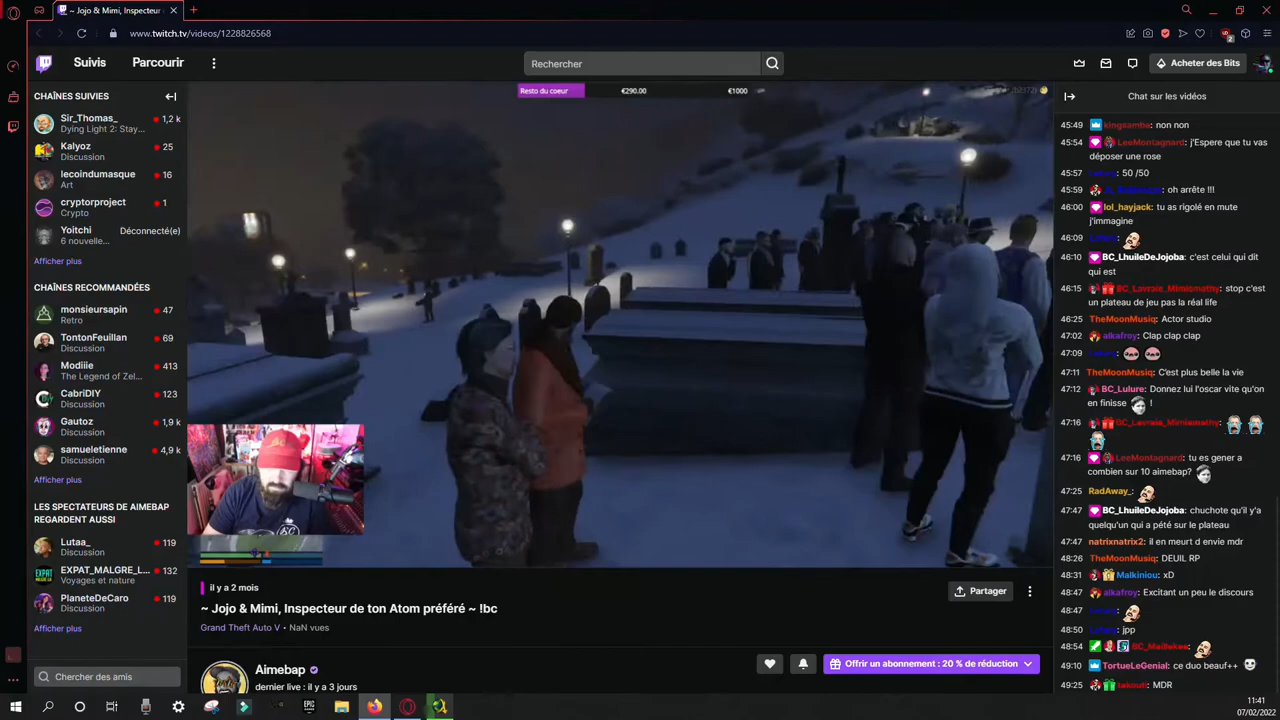 ~ Jojo & Mimi, Inspecteur
www.twitch.tv/videos/1228826568
2
Suivis
Parcourir
Rechercher
Acheter des Bits
CHAÎNES SUIVIES
Sir_Thomas_
1,2 k
Dying Light 2: Stay...
Kalyoz
25
Discussion
lecoindumasque
16
Art
cryptorproject
1
Crypto
Yoitchi
Déconnecté(e)
6 nouvelle...
Afficher plus
CHAÎNES RECOMMANDÉES
monsieursapin
47
Retro
TontonFeuillan
69
Discussion
Modiiie
413
The Legend of Zel...
CabriDIY
123
Discussion
Gautoz
1,9 k
Discussion
samueletienne
4,9 k
Discussion
Afficher plus
LES SPECTATEURS DE AIMEBAP
REGARDENT AUSSI
Lutaa_
119
Discussion
EXPAT_MALGRE_L...
132
Voyages et nature
PlaneteDeCaro
119
Discussion
Afficher plus
Chercher des amis
Resto du coeur
€290.00
€1000
il y a 2 mois
~ Jojo & Mimi, Inspecteur de ton Atom préféré ~ !bc
Grand Theft Auto V • NaN vues
Partager
Aimebap
dernier live : il y a 3 jours
Offrir un abonnement : 20 % de réduction
Chat sur les vidéos
45:49 kingsamba: non non
45:54 LeeMontagnard: j'Espere que tu vas
déposer une rose
45:57 : 50 /50
45:59 : oh arrête !!!
46:00 lol_hayjack: tu as rigolé en mute
j'imagine
46:09
46:10 BC_LhuileDeJojoba: c'est celui qui dit
qui est
46:15 BC_Lavraie_Mimiqmathy: stop c'est
un plateau de jeu pas la réal life
46:25 TheMoonMusiq: Actor studio
47:02 alkafroy: Clap clap clap
47:09
47:11 TheMoonMusiq: C'est plus belle la vie
47:12 BC_Lulure: Donnez lui l'oscar vite qu'on
en finisse !
47:16 BC_Lavraie_Mimiqmathy:
47:16 LeeMontagnard: tu es gener a
combien sur 10 aimebap?
47:25 RadAway_:
47:47 BC_LhuileDeJojoba: chuchote qu'il y'a
quelqu'un qui a pété sur le plateau
47:47 natrixnatrix2: il en meurt d envie mdr
48:26 TheMoonMusiq: DEUIL RP
48:31 Malkiniou: xD
48:47 alkafroy: Excitant un peu le discours
48:47
48:50 : jpp
48:54 BC_Maillekee:
49:10 TortueLeGenial: ce duo beauf++
49:25 takouti: MDR
EPIC
11:41
07/02/2022